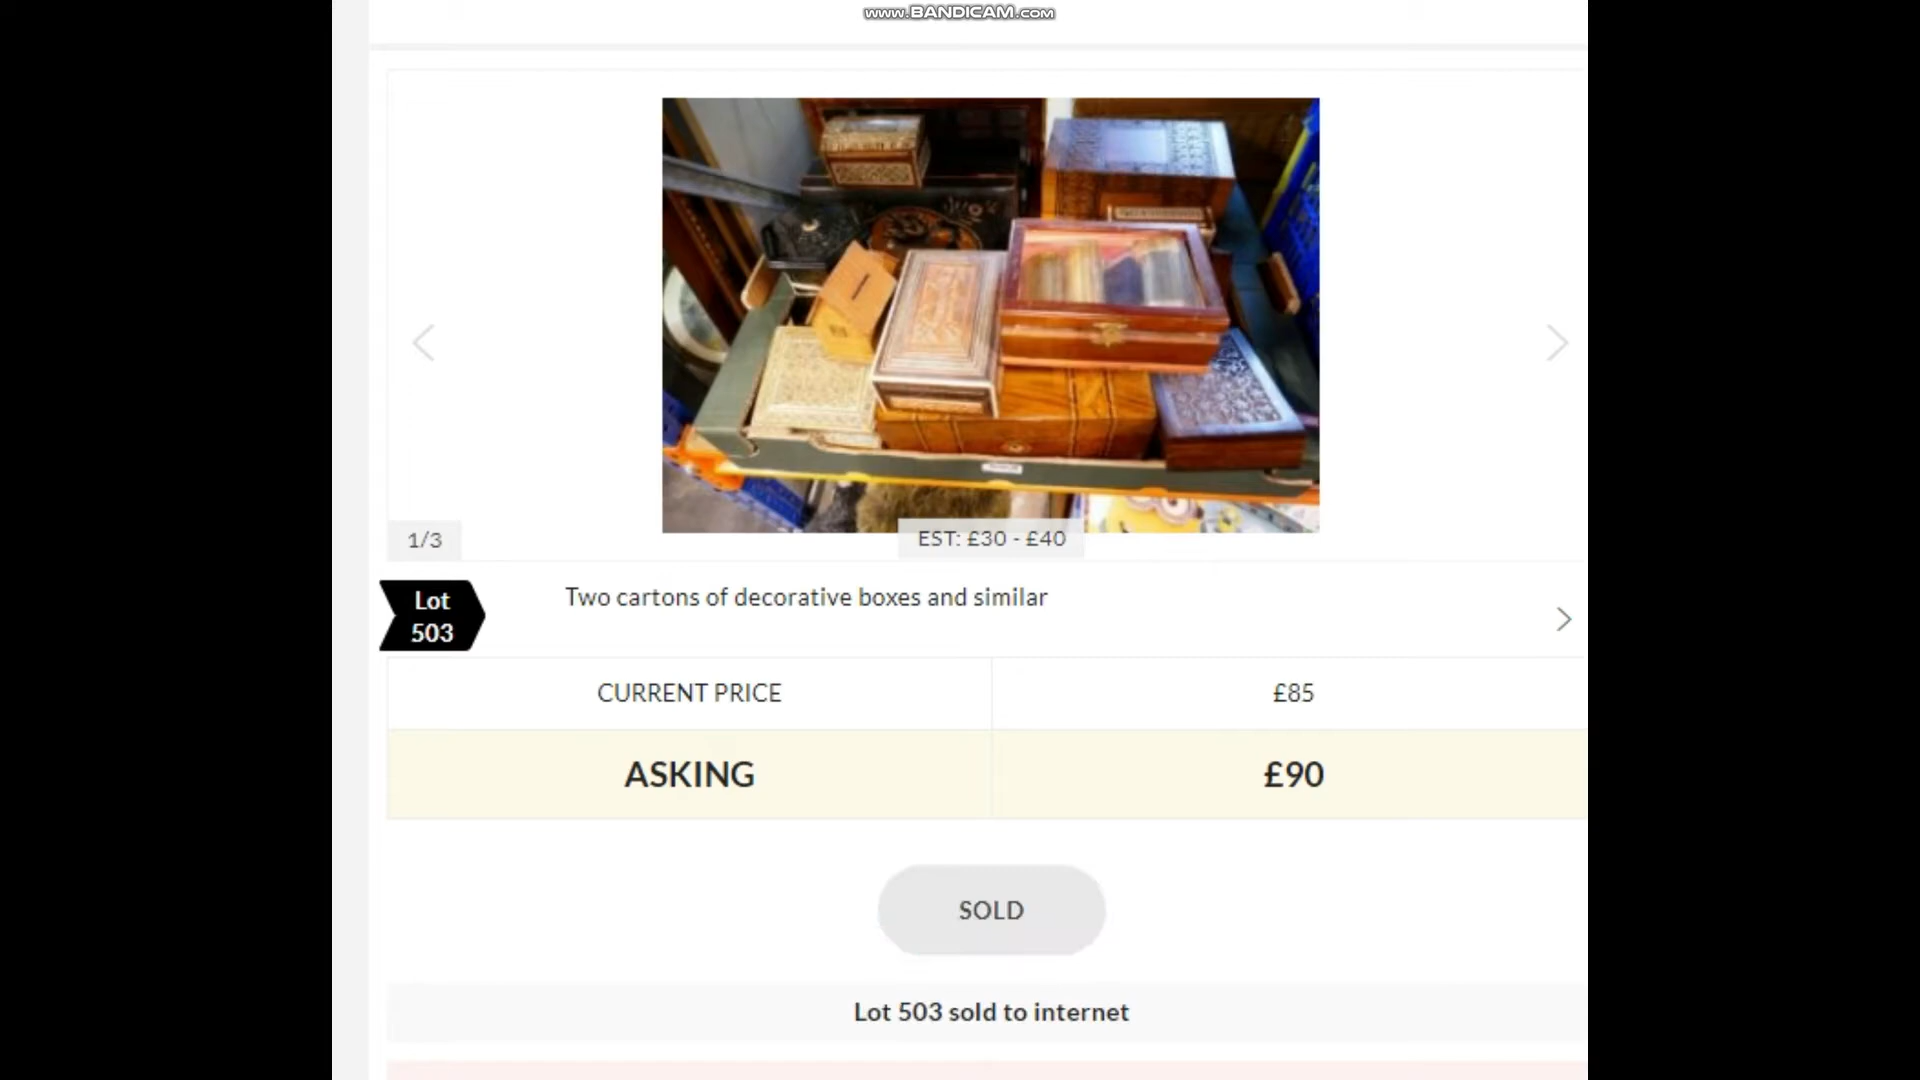 www.BANDICAM.com
1/3
EST: £30 - £40
Lot
503
Two cartons of decorative boxes and similar
CURRENT PRICE
£85
ASKING
£90
SOLD
Lot 503 sold to internet